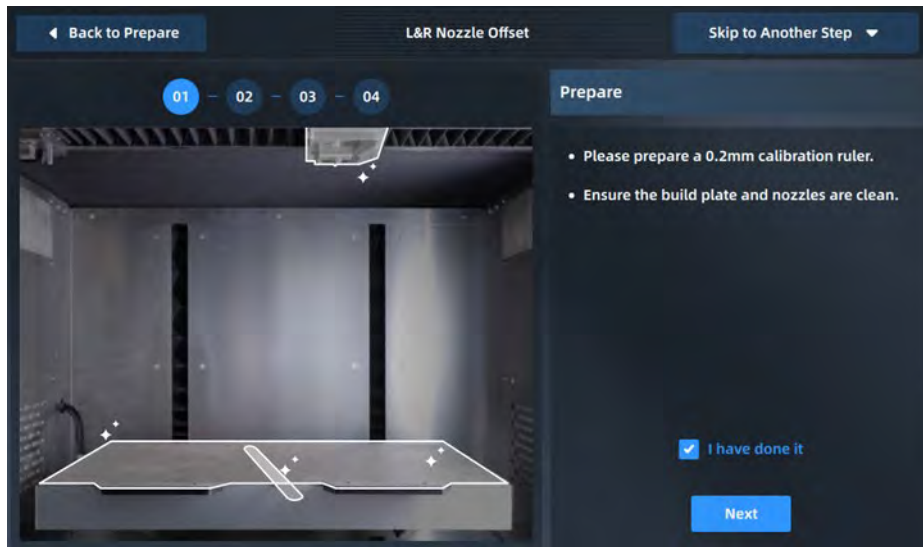 Back to Prepare
L&R Nozzle Offset
Skip to Another Step
01
02
03
04
Prepare
Please prepare a 0.2mm calibration ruler.
Ensure the build plate and nozzles are clean.
I have done it
Next